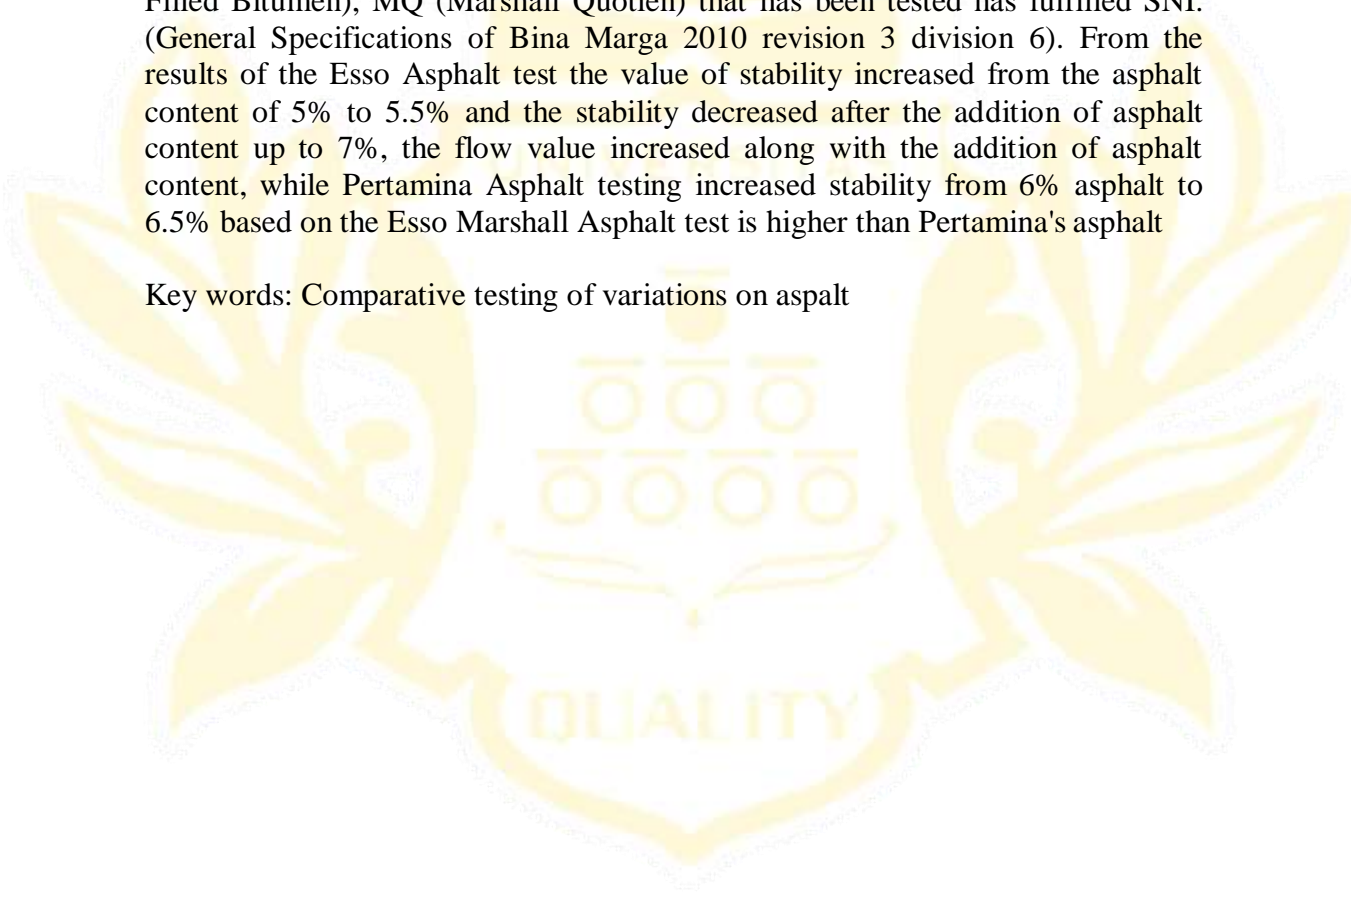 Filled Bitumen), MQ (Marshall Quotien) that has been tested has fulfilled SNI.
(General Specifications of Bina Marga 2010 revision 3 division 6). From the
results of the Esso Asphalt test the value of stability increased from the asphalt
content of 5% to 5.5% and the stability decreased after the addition of asphalt
content up to 7%, the flow value increased along with the addition of asphalt
content, while Pertamina Asphalt testing increased stability from 6% asphalt to
6.5% based on the Esso Marshall Asphalt test is higher than Pertamina's asphalt
Key words: Comparative testing of variations on aspalt
QUALITY